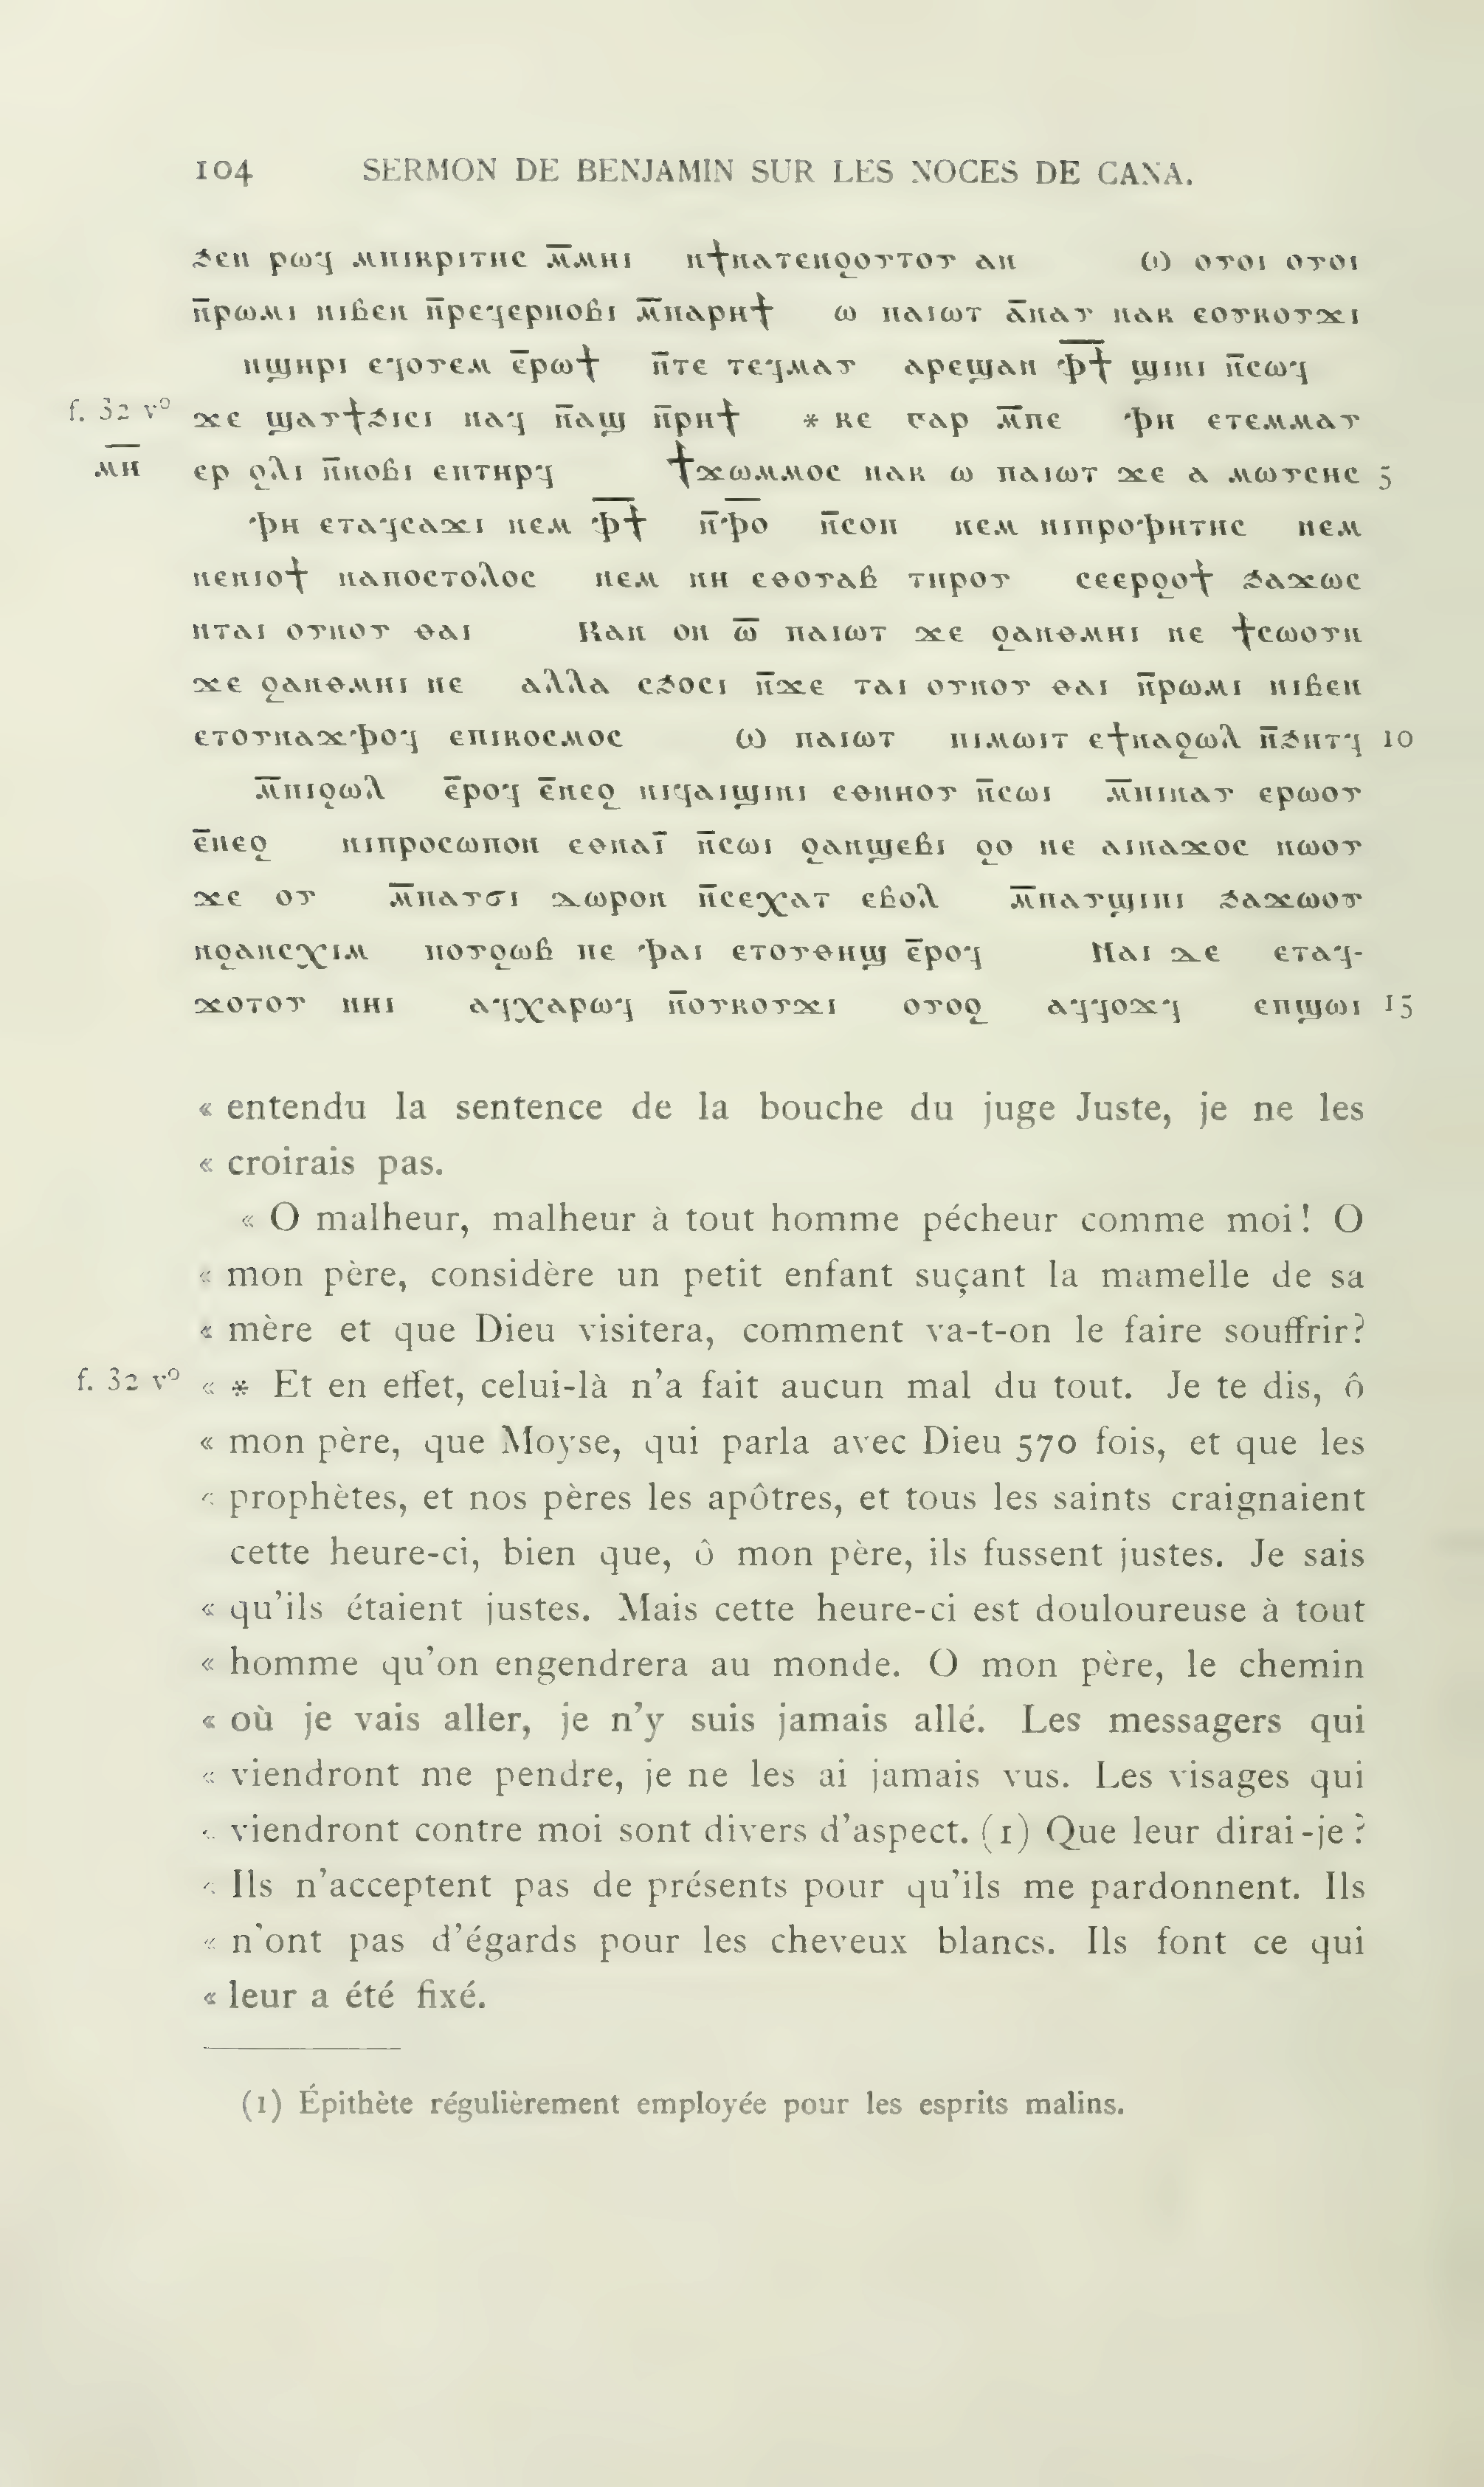 104 SERMON DE BENJAMIN SUR LES NOCES DE CANA.
ϧⲉⲛ ⲣⲱϥ ⲙⲡⲓⲕⲣⲓⲧⲏⲥ ⲙ̅ⲙⲏⲓ ⲛϯⲛⲁⲧⲉⲛϩⲟⲩⲧⲟⲩ ⲁⲛ Ⲱ ⲟⲩⲟⲓ ⲟⲩⲟⲓ
ⲛ̅ⲣⲱⲙⲓ ⲛⲓⲃⲉⲛ ⲛ̅ⲣⲉϥⲉⲣⲛⲟⲃⲓ ⲙ̅ⲡⲁⲣⲏϯ ⲱ ⲡⲁⲓⲱⲧ ⲁ̅ⲛⲁⲩ ⲛⲁⲕ ⲉⲟⲩⲕⲟⲩϫⲓ
ⲛϣⲏⲣⲓ ⲉϥⲟⲩⲉⲙ ⲉ̅ⲣⲱϯ ⲛ̅ⲧⲉ ⲧⲉϥⲙⲁⲩ ⲁⲣⲉϣⲁⲛ ⲫ̅ϯ̅ ϣⲓⲛⲓ ⲛ̅ⲥⲱϥ
f. 32 vº ϫⲉ ϣⲁⲩϯϧⲓⲥⲓ ⲛⲁϥ ⲛ̅ⲁϣ ⲛ̅ⲣⲏϯ * ⲕⲉ ⲅⲁⲣ ⲙ̅ⲡⲉ ⲫⲏ ⲉⲧⲉⲙⲙⲁⲩ
ⲙ̅ⲏ̅ ⲉⲣ ϩⲗⲓ ⲛ̅ⲛⲟⲃⲓ ⲉⲡⲧⲏⲣϥ ϯϫⲱⲙⲙⲟⲥ ⲛⲁⲕ ⲱ ⲡⲁⲓⲱⲧ ϫⲉ ⲁ ⲙⲱⲩⲥⲏⲥ 5
ⲫⲏ ⲉⲧⲁϥⲥⲁϫⲓ ⲛⲉⲙ ⲫ̅ϯ̅ ⲛ̅ⲫ̅ⲟ̅ ⲛ̅ⲥⲟⲡ ⲛⲉⲙ ⲛⲓⲡⲣⲟⲫⲏⲧⲏⲥ ⲛⲉⲙ
ⲛⲉⲛⲓⲟϯ ⲛⲁⲡⲟⲥⲧⲟⲗⲟⲥ ⲛⲉⲙ ⲛⲏ ⲉⲑⲟⲩⲁⲃ ⲧⲏⲣⲟⲩ ⲥⲉⲉⲣϩⲟϯ ϧⲁϫⲱⲥ
ⲛⲧⲁⲓ ⲟⲩⲛⲟⲩ ⲑⲁⲓ Ⲕⲁⲛ ⲟⲛ ⲱ̅ ⲡⲁⲓⲱⲧ ϫⲉ ϩⲁⲛⲑⲙⲏⲓ ⲛⲉ ϯⲥⲱⲟⲩⲛ
ϫⲉ ϩⲁⲛⲑⲙⲏⲓ ⲛⲉ ⲁⲗⲗⲁ ⲥϧⲟⲥⲓ ⲛ̅ϫⲉ ⲧⲁⲓ ⲟⲩⲛⲟⲩ ⲑⲁⲓ ⲛ̅ⲣⲱⲙⲓ ⲛⲓⲃⲉⲛ
ⲉⲧⲟⲩⲛⲁϫⲫⲟϥ ⲉⲡⲓⲕⲟⲥⲙⲟⲥ Ⲱ ⲡⲁⲓⲱⲧ ⲡⲓⲙⲱⲓⲧ ⲉϯⲛⲁϩⲱⲗ ⲛ̅ϧⲏⲧϥ 10
ⲙ̅ⲡⲓϩⲱⲗ ⲉ̅ⲣⲟϥ ⲉ̅ⲛⲉϩ ⲛⲓϥⲁⲓϣⲓⲛⲓ ⲉⲑⲛⲏⲟⲩ ⲛ̅ⲥⲱⲓ ⲙ̅ⲡⲓⲛⲁⲩ ⲉⲣⲱⲟⲩ
ⲉ̅ⲛⲉϩ ⲛⲓⲡⲣⲟⲥⲱⲡⲟⲛ ⲉⲑⲛⲁⲓ̅ ⲛ̅ⲥⲱⲓ ϩⲁⲛϣⲉⲃⲓ ϩⲟ ⲛⲉ ⲁⲓⲛⲁϫⲟⲥ ⲛⲱⲟⲩ
ϫⲉ ⲟⲩ ⲙ̅ⲡⲁⲩϭⲓ ⲇⲱⲣⲟⲛ ⲛ̅ⲥⲉⲭⲁⲧ ⲉⲃⲟⲗ ⲙ̅ⲡⲁⲩϣⲓⲛⲓ ϧⲁϫⲱⲟⲩ
ⲛϩⲁⲛⲥⲭⲓⲙ ⲛⲟⲩϩⲱⲃ ⲡⲉ ⲫⲁⲓ ⲉⲧⲟⲩⲑⲏϣ ⲉ̅ⲣⲟϥ Ⲛⲁⲓ ⲇⲉ ⲉⲧⲁϥ-
ϫⲟⲧⲟⲩ ⲛⲏⲓ ⲁϥⲭⲁⲣⲱϥ ⲛ̅ⲟⲩⲕⲟⲩϫⲓ ⲟⲩⲟϩ ⲁϥϥⲟϫϥ ⲉⲡϣⲱⲓ 15
« entendu la sentence de la bouche du juge Juste, je ne les
« croirais pas.
« O malheur, malheur à tout homme pécheur comme moi! O
« mon père, considère un petit enfant suçant la mamelle de sa
« mère et que Dieu visitera, comment va-t-on le faire souffrir?
f. 32 vº « * Et en effet, celui-là n'a fait aucun mal du tout. Je te dis, ô
« mon père, que Moyse, qui parla avec Dieu 570 fois, et que les
« prophètes, et nos pères les apôtres, et tous les saints craignaient
cette heure-ci, bien que, ô mon père, ils fussent justes. Je sais
« qu'ils étaient justes. Mais cette heure-ci est douloureuse à tout
« homme qu'on engendrera au monde. O mon père, le chemin
« où je vais aller, je n'y suis jamais allé. Les messagers qui
« viendront me pendre, je ne les ai jamais vus. Les visages qui
« viendront contre moi sont divers d'aspect. (1) Que leur dirai-je?
« Ils n'acceptent pas de présents pour qu'ils me pardonnent. Ils
« n'ont pas d'égards pour les cheveux blancs. Ils font ce qui
« leur a été fixé.
(1) Épithète régulièrement employée pour les esprits malins.